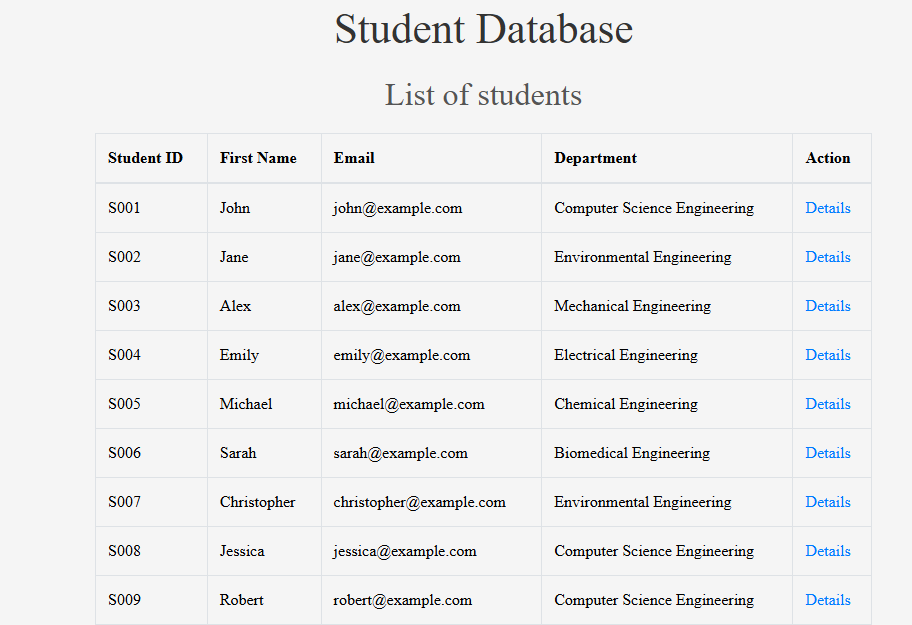 Student Database
List of students
Student ID First Name Email Department Action
S001 John john@example.com Computer Science Engineering Details
S002 Jane jane@example.com Environmental Engineering Details
S003 Alex alex@example.com Mechanical Engineering Details
S004 Emily emily@example.com Electrical Engineering Details
S005 Michael michael@example.com Chemical Engineering Details
S006 Sarah sarah@example.com Biomedical Engineering Details
S007 Christopher christopher@example.com Environmental Engineering Details
S008 Jessica jessica@example.com Computer Science Engineering Details
S009 Robert robert@example.com Computer Science Engineering Details